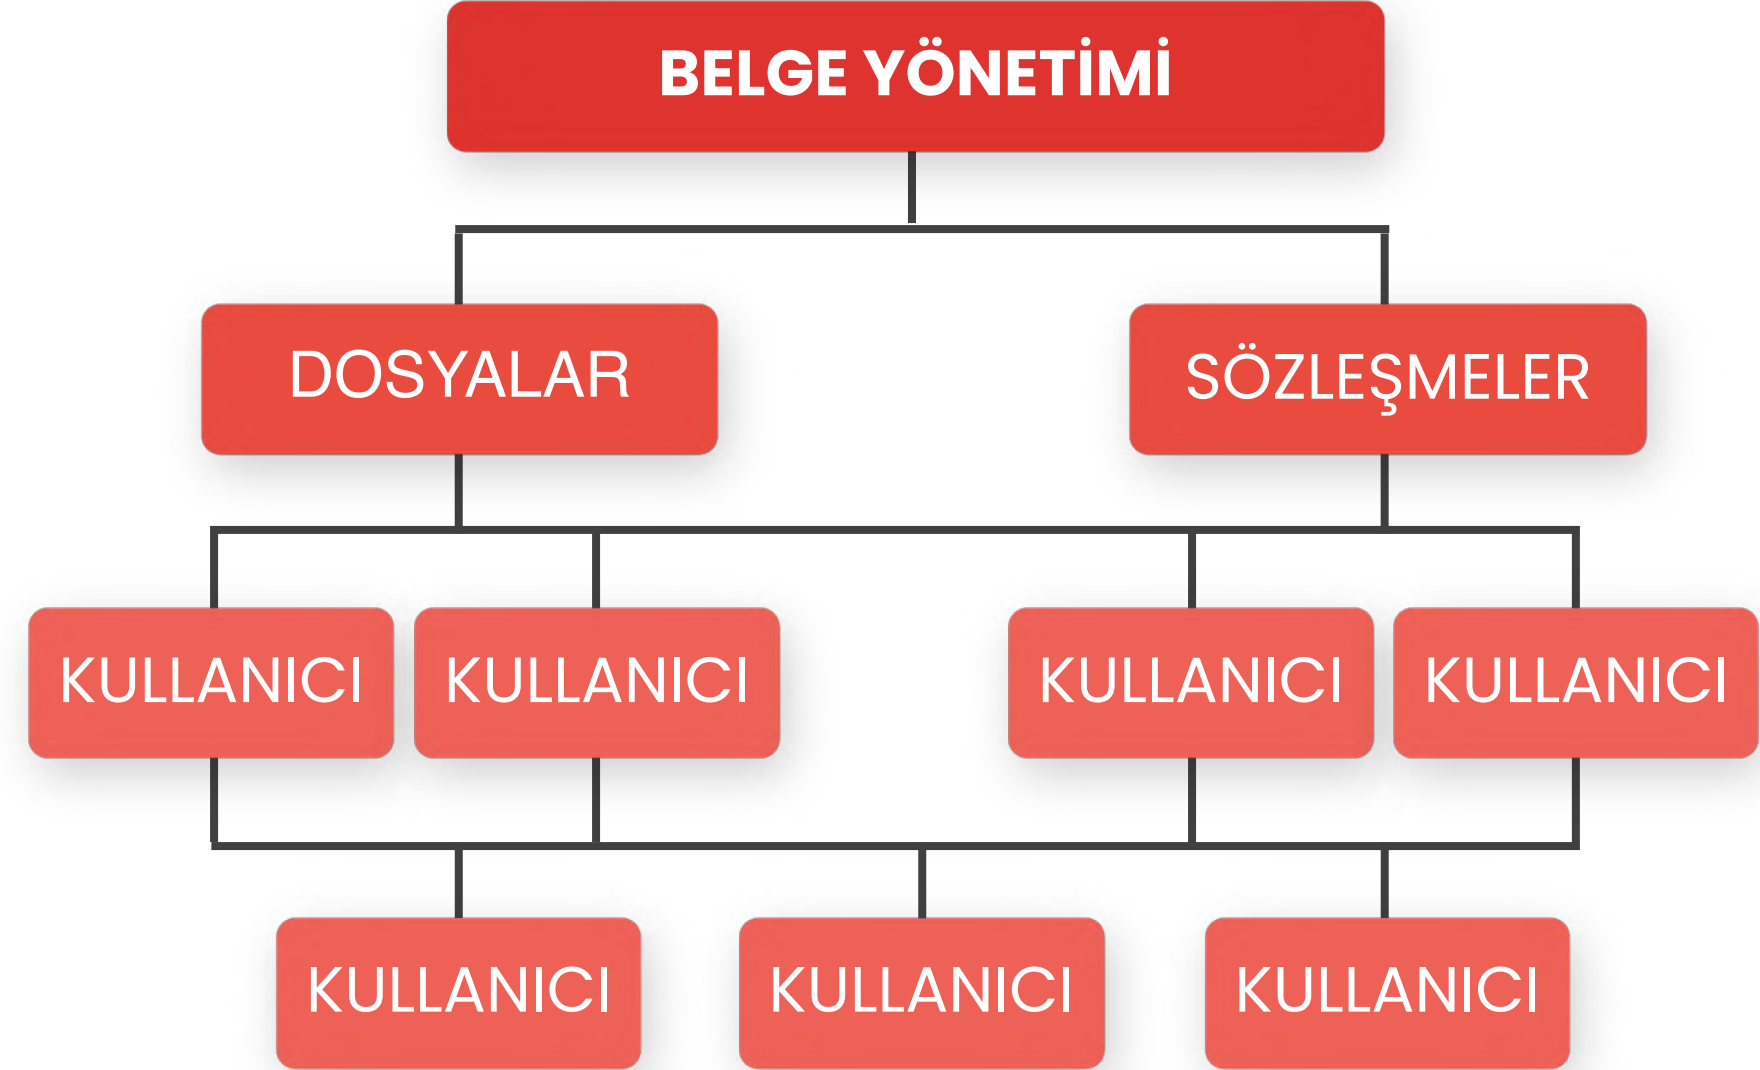 BELGE YÖNETİMİ
DOSYALAR
SÖZLEŞMELER
KULLANICI
KULLANICI
KULLANICI
KULLANICI
KULLANICI
KULLANICI
KULLANICI